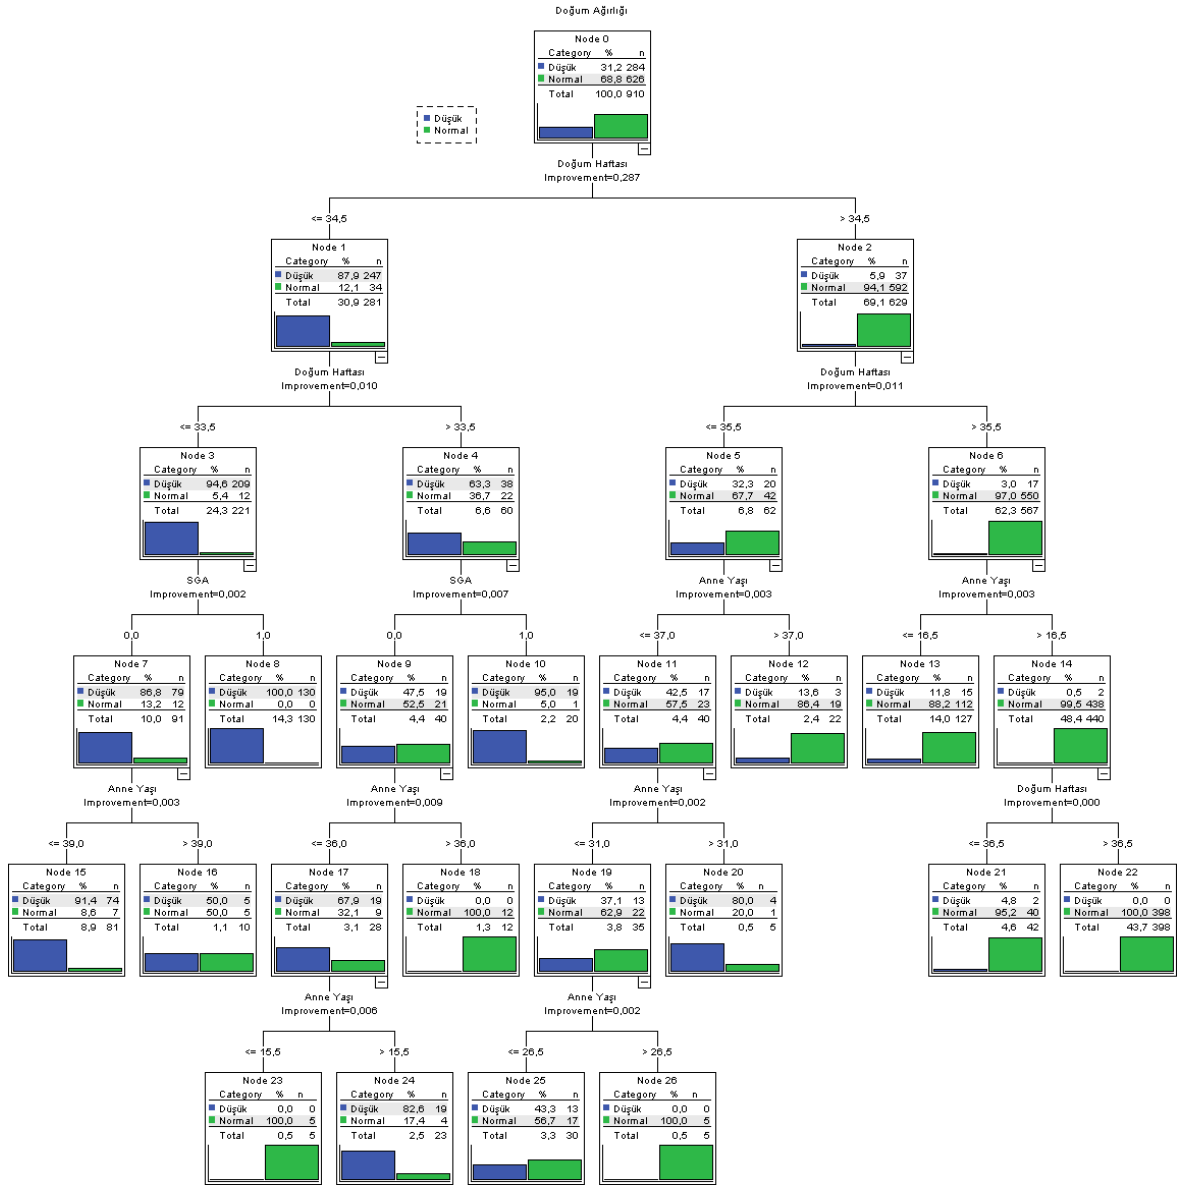 Doğum Ağırlığı
Node 0
Category % n
Düşük 31,2 284
Normal 68,8 626
Total 100,0 910
Düşük
Normal
Doğum Haftası
Improvement=0,287
<= 34,5
> 34,5
Node 1
Category % n
Düşük 87,9 247
Normal 12,1 34
Total 30,9 281
Node 2
Category % n
Düşük 5,9 37
Normal 94,1 592
Total 69,1 629
Doğum Haftası
Improvement=0,010
Doğum Haftası
Improvement=0,011
<= 33,5
> 33,5
<= 35,5
> 35,5
Node 3
Category % n
Düşük 94,6 209
Normal 5,4 12
Total 24,3 221
Node 4
Category % n
Düşük 63,3 38
Normal 36,7 22
Total 6,6 60
Node 5
Category % n
Düşük 32,3 20
Normal 67,7 42
Total 6,8 62
Node 6
Category % n
Düşük 3,0 17
Normal 97,0 550
Total 62,3 567
SGA
Improvement=0,002
SGA
Improvement=0,007
Anne Yaşı
Improvement=0,003
Anne Yaşı
Improvement=0,003
0,0
1,0
0,0
1,0
<= 37,0
> 37,0
<= 16,5
> 16,5
Node 7
Category % n
Düşük 86,8 79
Normal 13,2 12
Total 10,0 91
Node 8
Category % n
Düşük 100,0 130
Normal 0,0 0
Total 14,3 130
Node 9
Category % n
Düşük 47,5 19
Normal 52,5 21
Total 4,4 40
Node 10
Category % n
Düşük 95,0 19
Normal 5,0 1
Total 2,2 20
Node 11
Category % n
Düşük 42,5 17
Normal 57,5 23
Total 4,4 40
Node 12
Category % n
Düşük 13,6 3
Normal 86,4 19
Total 2,4 22
Node 13
Category % n
Düşük 11,8 15
Normal 88,2 112
Total 14,0 127
Node 14
Category % n
Düşük 0,5 2
Normal 99,5 438
Total 48,4 440
Anne Yaşı
Improvement=0,003
Anne Yaşı
Improvement=0,009
Anne Yaşı
Improvement=0,002
Doğum Haftası
Improvement=0,000
<= 39,0
> 39,0
<= 36,0
> 36,0
<= 31,0
> 31,0
<= 36,5
> 36,5
Node 15
Category % n
Düşük 91,4 74
Normal 8,6 7
Total 8,9 81
Node 16
Category % n
Düşük 50,0 5
Normal 50,0 5
Total 1,1 10
Node 17
Category % n
Düşük 67,9 19
Normal 32,1 9
Total 3,1 28
Node 18
Category % n
Düşük 0,0 0
Normal 100,0 12
Total 1,3 12
Node 19
Category % n
Düşük 37,1 13
Normal 62,9 22
Total 3,8 35
Node 20
Category % n
Düşük 80,0 4
Normal 20,0 1
Total 0,5 5
Node 21
Category % n
Düşük 4,8 2
Normal 95,2 40
Total 4,6 42
Node 22
Category % n
Düşük 0,0 0
Normal 100,0 398
Total 43,7 398
Anne Yaşı
Improvement=0,006
Anne Yaşı
Improvement=0,002
<= 15,5
> 15,5
<= 26,5
> 26,5
Node 23
Category % n
Düşük 0,0 0
Normal 100,0 5
Total 0,5 5
Node 24
Category % n
Düşük 82,6 19
Normal 17,4 4
Total 2,5 23
Node 25
Category % n
Düşük 43,3 13
Normal 56,7 17
Total 3,3 30
Node 26
Category % n
Düşük 0,0 0
Normal 100,0 5
Total 0,5 5